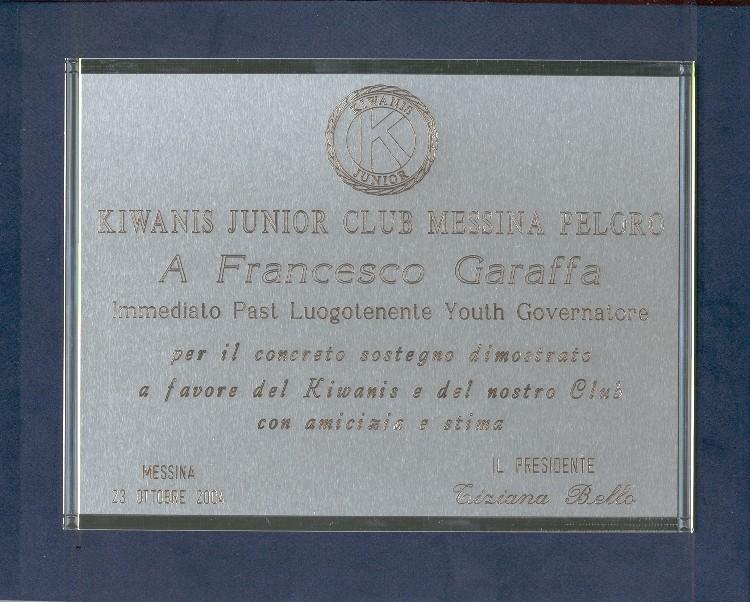 KIWANIS
K
JUNIOR
KIWANIS JUNIOR CLUB MESSINA PELORO
A Francesco Garaffa
Immediato Past Luogotenente Youth Governatore
per il concreto sostegno dimostrato
a favore del Kiwanis e del nostro Club
con amicizia e stima
MESSINA
23 OTTOBRE 2004
IL PRESIDENTE
Tiziana Bello